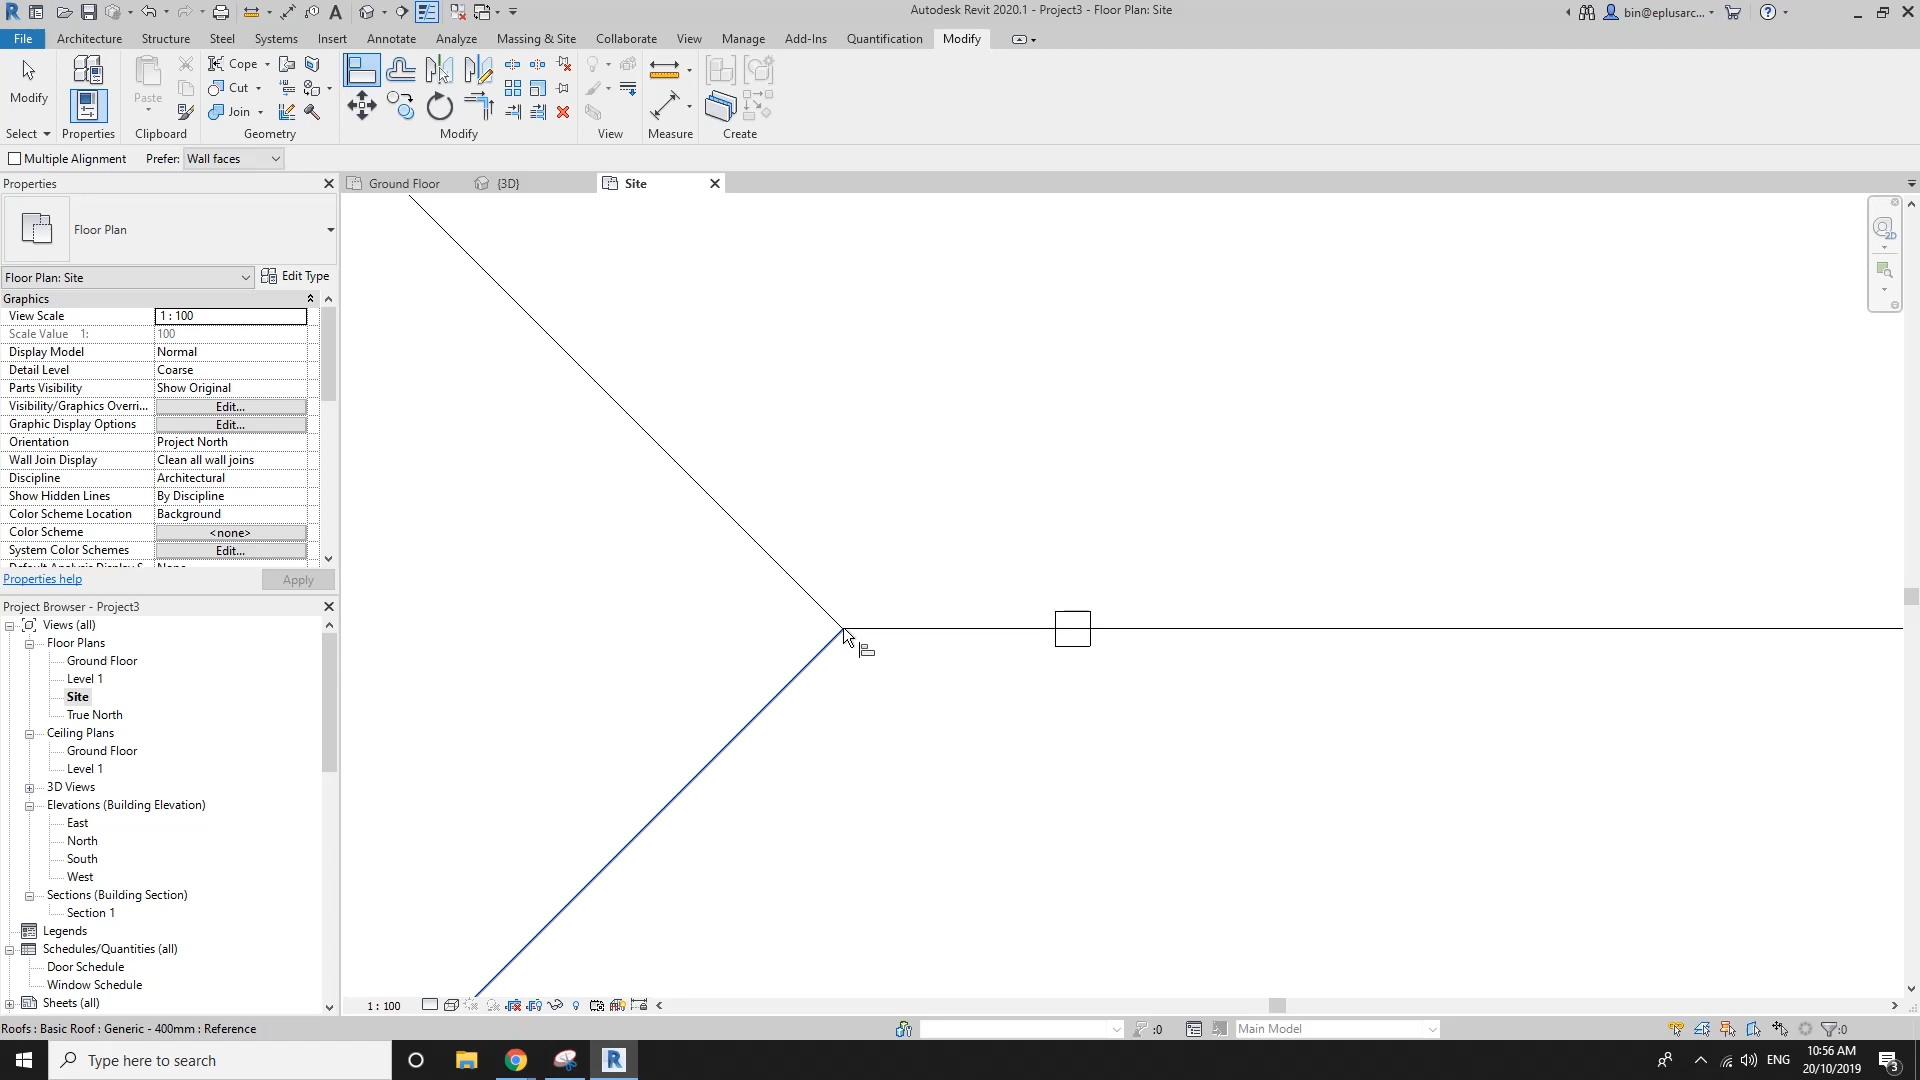 Autodesk Revit 2020.1 - Project3 - Floor Plan: Site
bin@eplusarc...
File Architecture Structure Steel Systems Insert Annotate Analyze Massing & Site Collaborate View Manage Add-Ins Quantification Modify
Modify
Paste
Cope
Cut
Join
Select Properties Clipboard Geometry Modify View Measure Create
Multiple Alignment Prefer: Wall faces
Properties
Ground Floor {3D} Site
Floor Plan
Floor Plan: Site Edit Type
Graphics
View Scale 1 : 100
Scale Value 1: 100
Display Model Normal
Detail Level Coarse
Parts Visibility Show Original
Visibility/Graphics Overri... Edit...
Graphic Display Options Edit...
Orientation Project North
Wall Join Display Clean all wall joins
Discipline Architectural
Show Hidden Lines By Discipline
Color Scheme Location Background
Color Scheme <none>
System Color Schemes Edit...
Properties help Apply
Project Browser - Project3
Views (all)
Floor Plans
Ground Floor
Level 1
Site
True North
Ceiling Plans
Ground Floor
Level 1
3D Views
Elevations (Building Elevation)
East
North
South
West
Sections (Building Section)
Section 1
Legends
Schedules/Quantities (all)
Door Schedule
Window Schedule
Sheets (all)
1 : 100
Roofs : Basic Roof : Generic - 400mm : Reference
:0
Main Model
:0
Type here to search
ENG
10:56 AM
20/10/2019
3